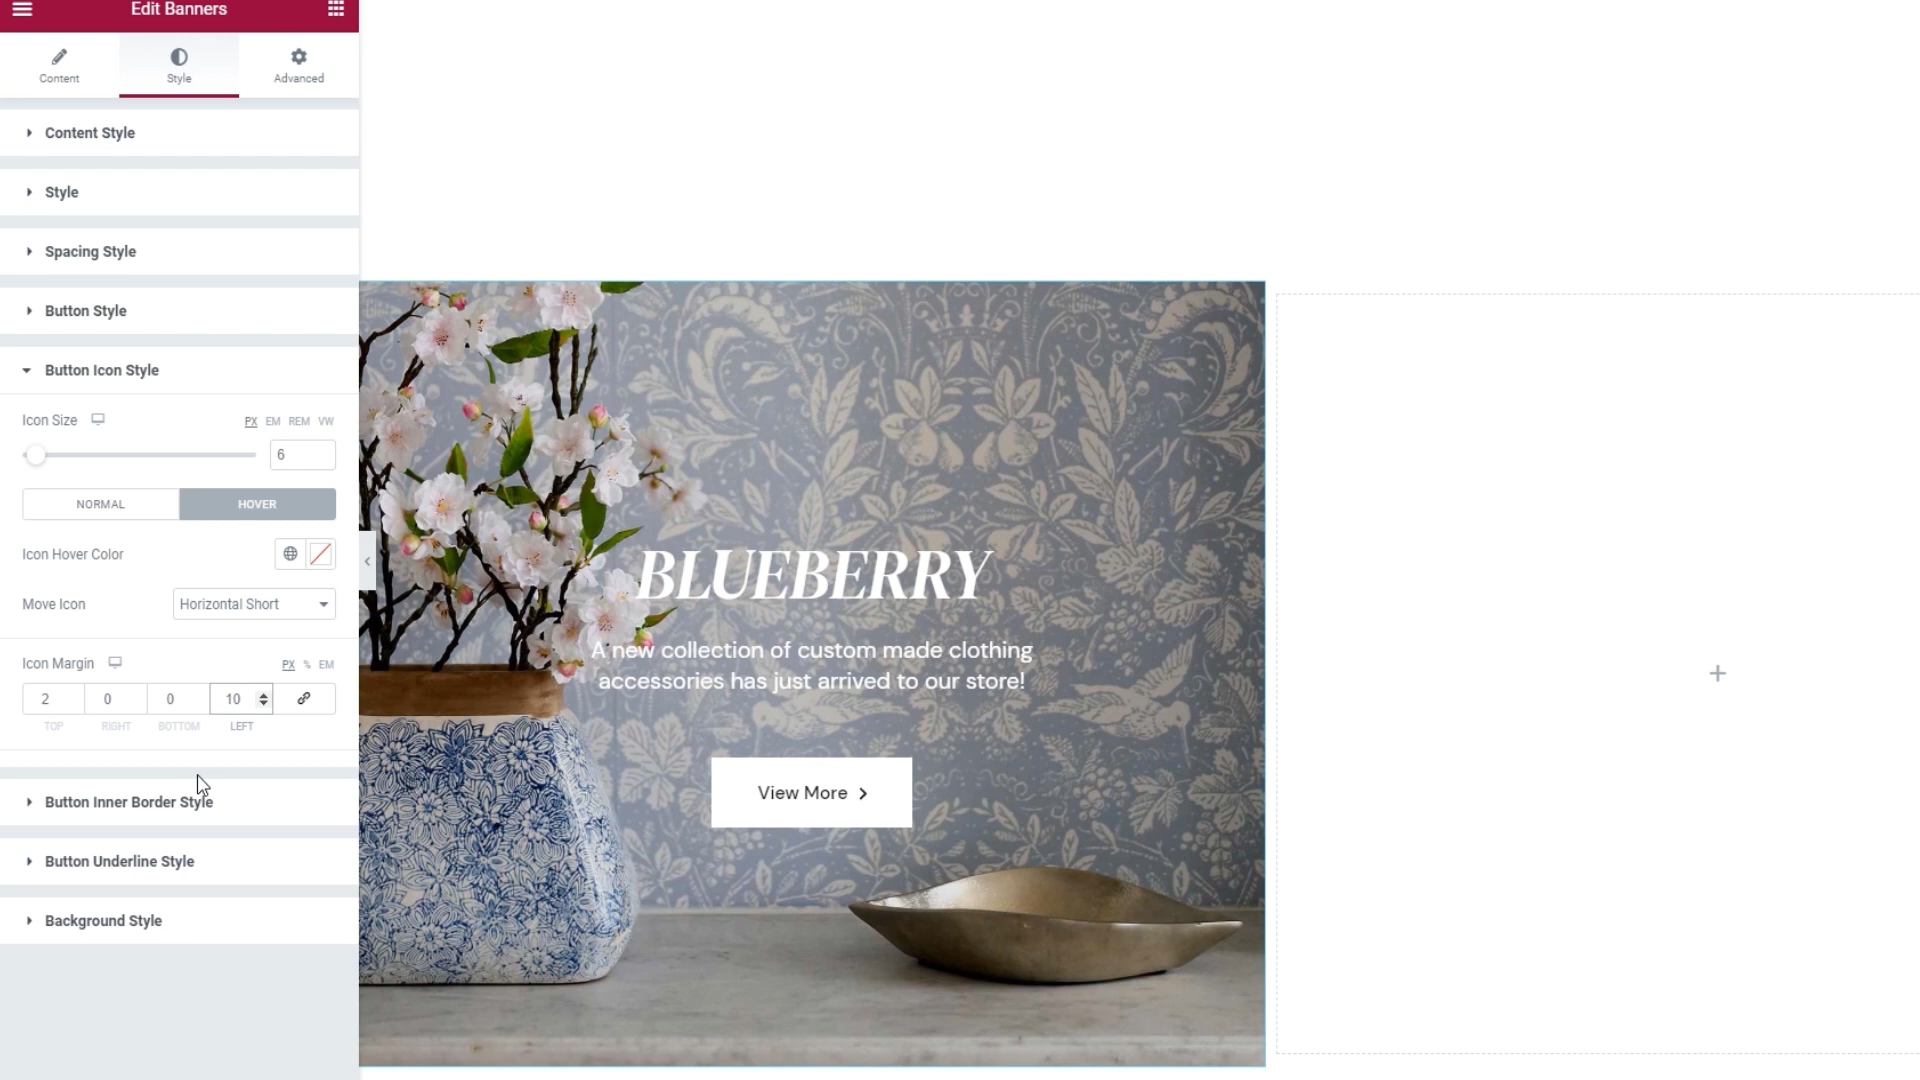 Edit Banners
Content
Style
Advanced
Content Style
Style
Spacing Style
Button Style
Button Icon Style
Icon Size
PX EM REM VW
6
NORMAL
HOVER
Icon Hover Color
Move Icon
Horizontal Short
Icon Margin
PX % EM
2 0 0 10
TOP RIGHT BOTTOM LEFT
Button Inner Border Style
Button Underline Style
Background Style
BLUEBERRY
A new collection of custom made clothing
accessories has just arrived to our store!
View More